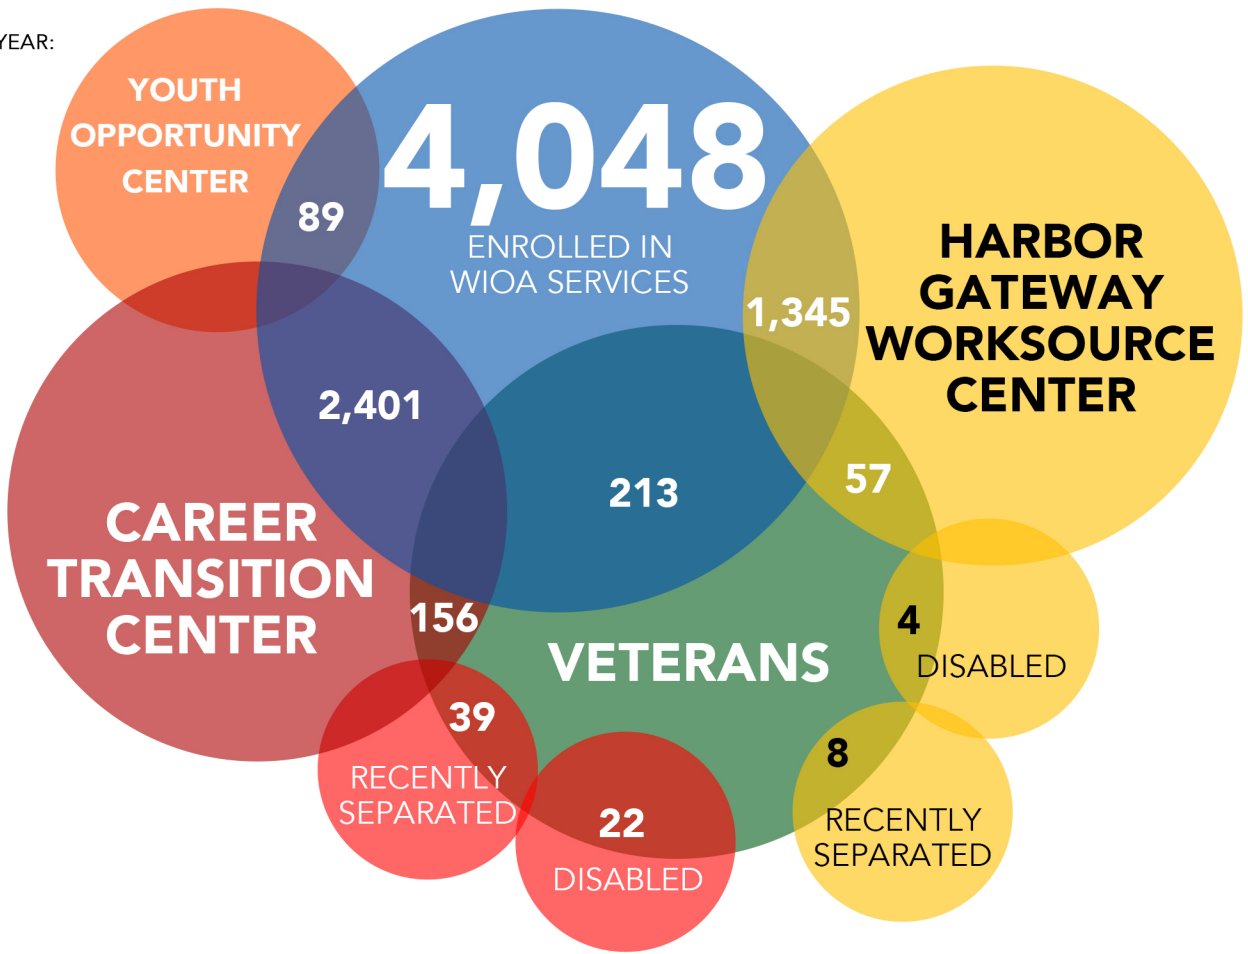 YEAR:
YOUTH
OPPORTUNITY
CENTER
89
4,048
ENROLLED IN
WIOA SERVICES
1,345
HARBOR
GATEWAY
WORKSOURCE
CENTER
2,401
213
57
CAREER
TRANSITION
CENTER
156
VETERANS
4
DISABLED
39
RECENTLY
SEPARATED
22
DISABLED
8
RECENTLY
SEPARATED